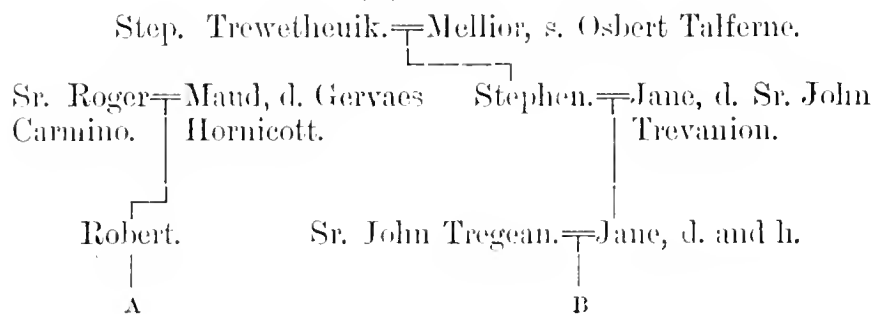 Step. Trewethenik. Mellior, s. Osbert Talferne.
Sr. Roger Maud, d. Gervaes Stephen. Jane, d. Sr. John
Carmino. Hornicott. Trevanion.
Robert. Sr. John Tregean. Jane, d. and h.
A B